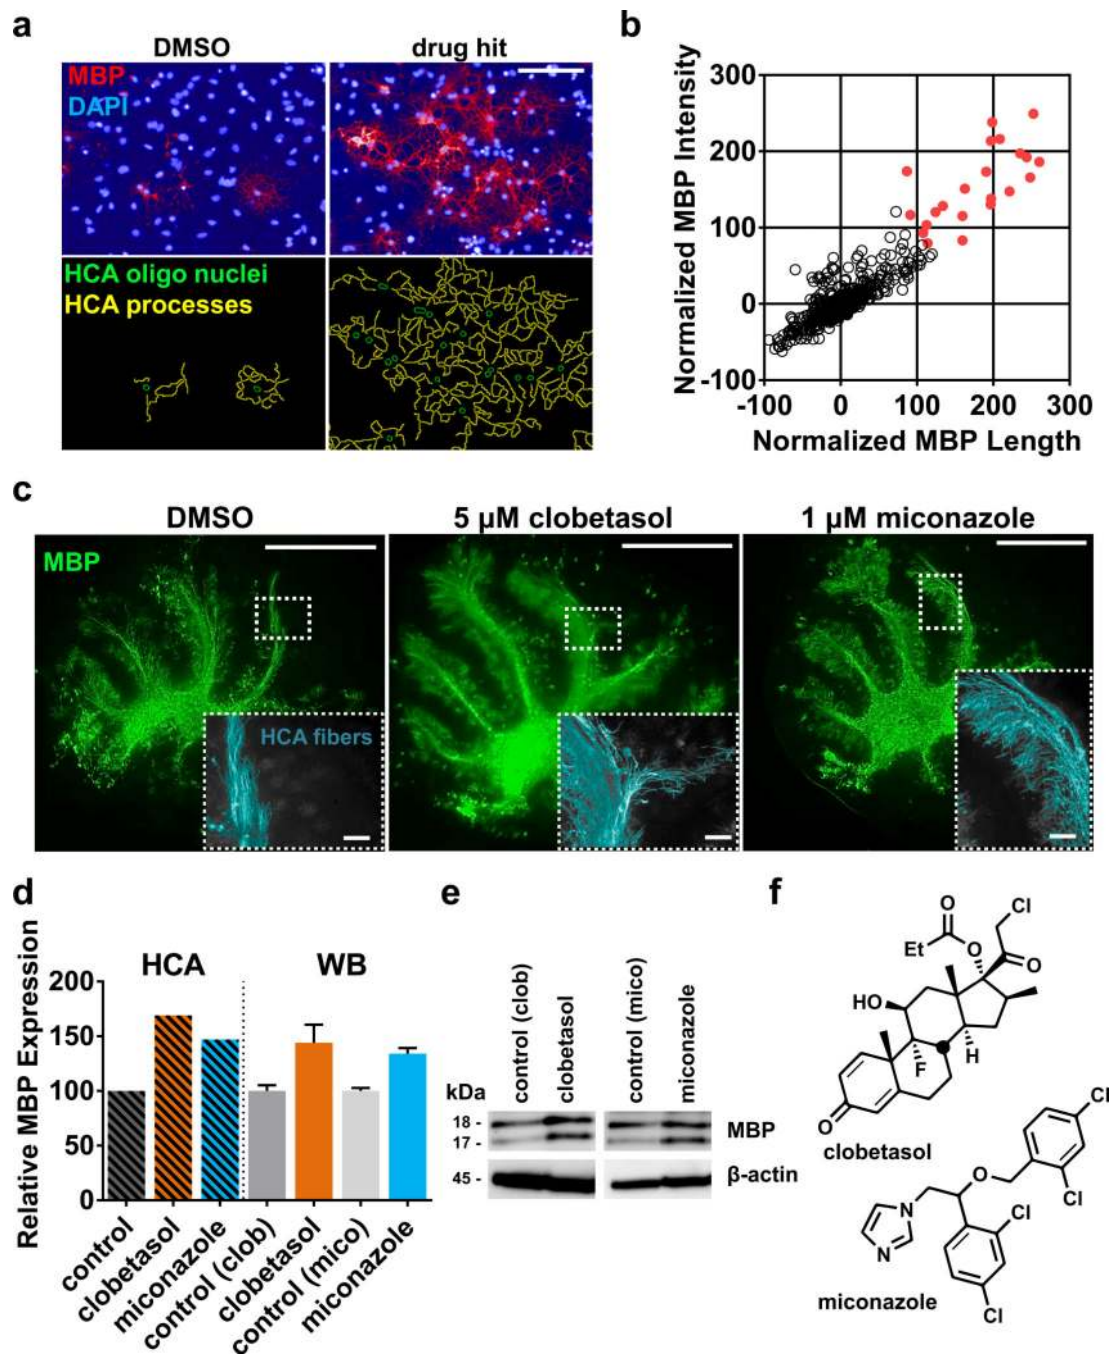 a
DMSO
drug hit
MBP
DAPI
HCA oligo nuclei
HCA processes
b
Normalized MBP Intensity
300
200
100
0
-100
-100 0 100 200 300
Normalized MBP Length
c
DMSO
5 µM clobetasol
1 µM miconazole
MBP
HCA fibers
d
Relative MBP Expression
HCA WB
200
150
100
50
0
control
clobetasol
miconazole
control (clob)
clobetasol
control (mico)
miconazole
e
control (clob)
clobetasol
control (mico)
miconazole
kDa
18 -
17 -
MBP
45 -
β-actin
f
O
Cl
Et
O
O
HO
F
H
O
clobetasol
Cl
O
Cl
N
Cl
N
Cl
miconazole